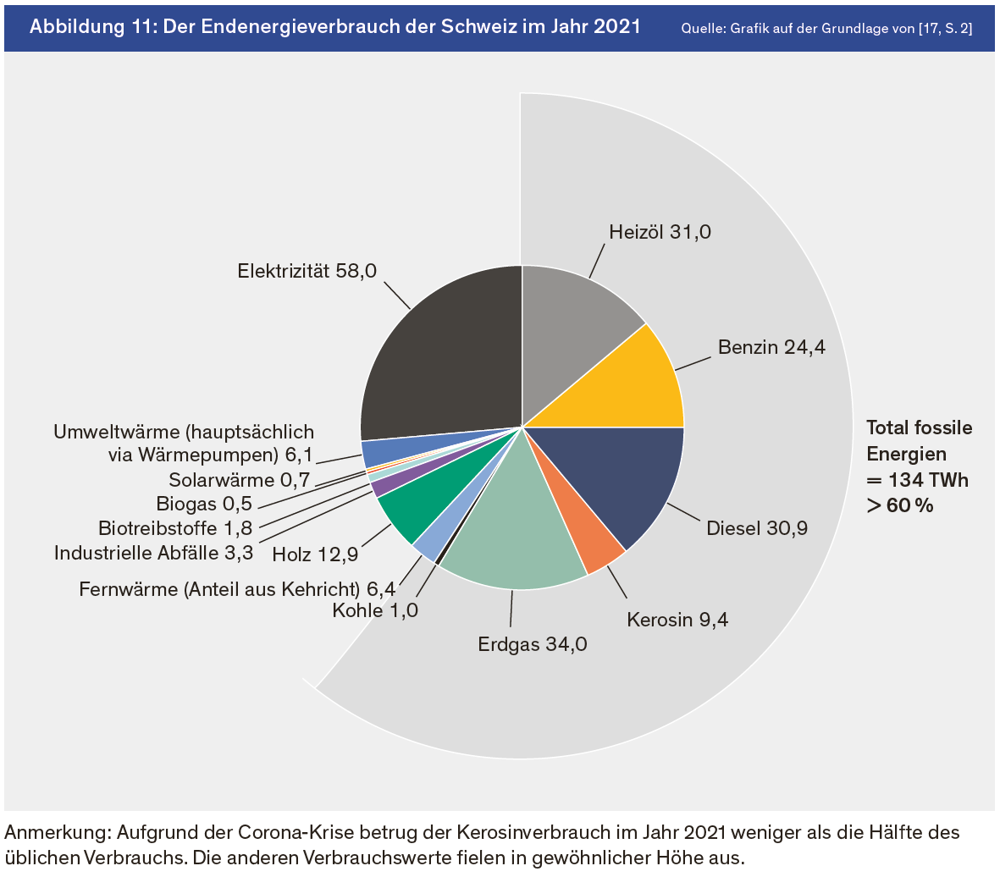 Abbildung 11: Der Endenergieverbrauch der Schweiz im Jahr 2021
Quelle: Grafik auf der Grundlage von [17, S. 2]
Heizöl 31,0
Elektrizität 58,0
Benzin 24,4
Total fossile
Energien
= 134 TWh
> 60 %
Umweltwärme (hauptsächlich
via Wärmepumpen) 6,1
Solarwärme 0,7
Biogas 0,5
Biotreibstoffe 1,8
Diesel 30,9
Industrielle Abfälle 3,3
Holz 12,9
Fernwärme (Anteil aus Kehricht) 6,4
Kohle 1,0
Kerosin 9,4
Erdgas 34,0
Anmerkung: Aufgrund der Corona-Krise betrug der Kerosinverbrauch im Jahr 2021 weniger als die Hälfte des
üblichen Verbrauchs. Die anderen Verbrauchswerte fielen in gewöhnlicher Höhe aus.